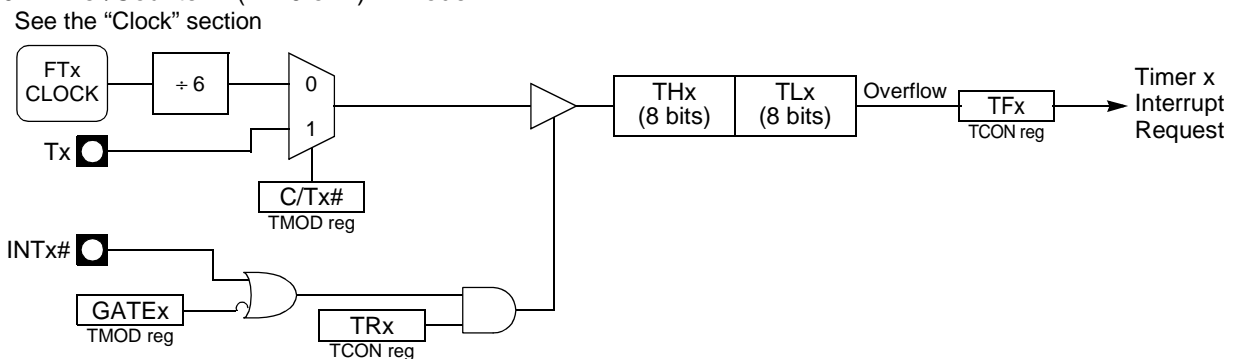 See the “Clock” section
FTx
CLOCK
÷ 6
0
1
Tx
C/Tx#
TMOD reg
THx
(8 bits)
TLx
(8 bits)
Overflow
TFx
TCON reg
Timer x
Interrupt
Request
INTx#
GATEx
TMOD reg
TRx
TCON reg